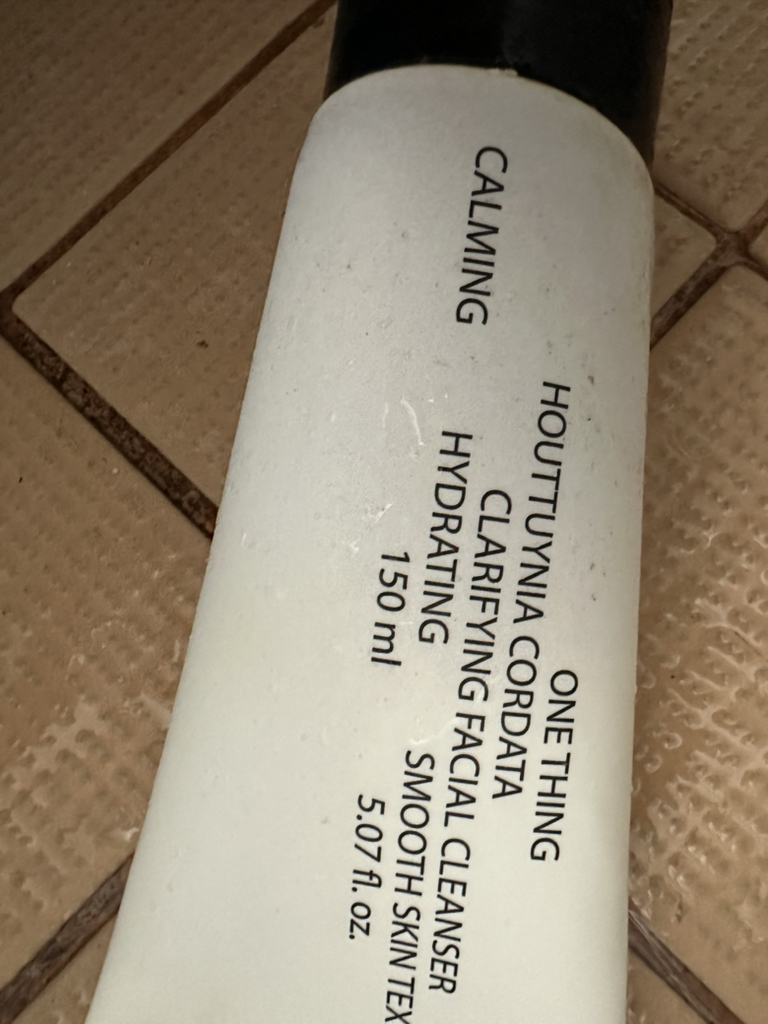 ONE THING
HOUTTUYNIA CORDATA
CLARIFYING FACIAL CLEANSER
CALMING HYDRATING SMOOTH SKIN
150 ml 5.07 fl. oz.